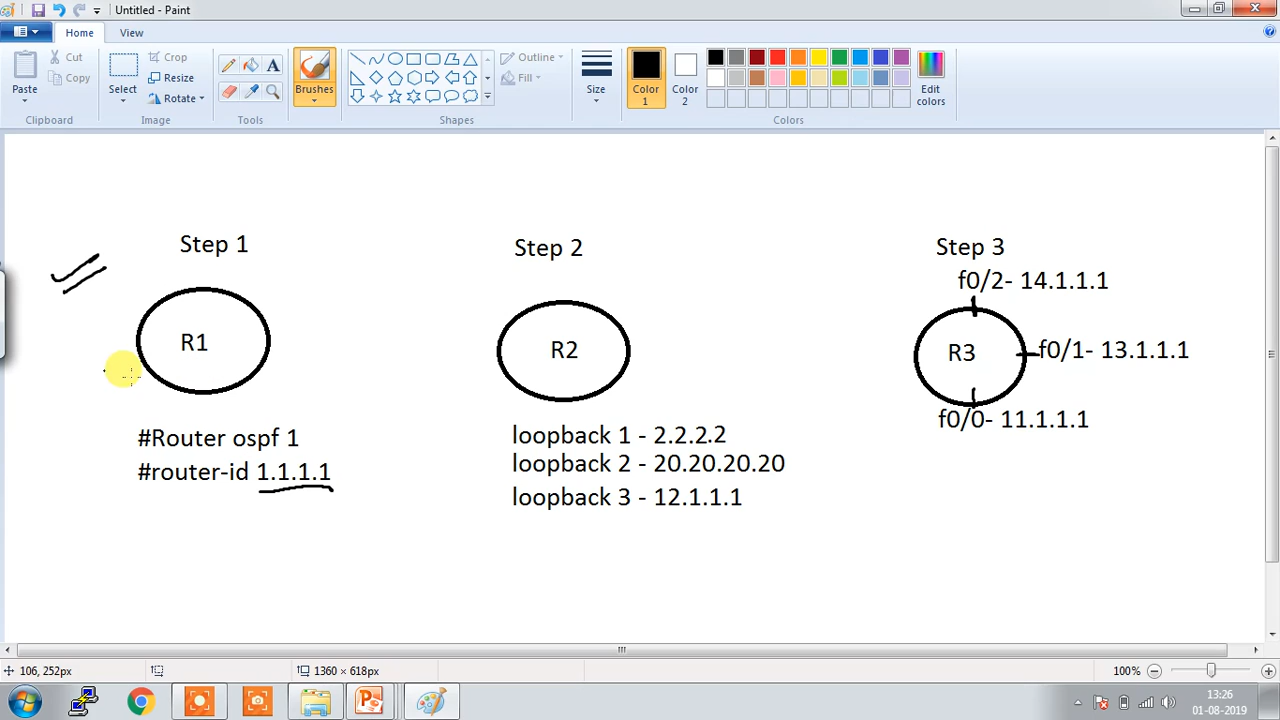 Untitled - Paint
Home
View
Paste
Cut
Copy
Clipboard
Select
Crop
Resize
Rotate
Image
A
Tools
Brushes
Outline
Fill
Shapes
Size
Color 1
Color 2
Edit colors
Colors
Step 1
R1
#Router ospf 1
#router-id 1.1.1.1
Step 2
R2
loopback 1 - 2.2.2.2
loopback 2 - 20.20.20.20
loopback 3 - 12.1.1.1
Step 3
f0/2- 14.1.1.1
R3
f0/1- 13.1.1.1
f0/0- 11.1.1.1
106, 252px
1360 × 618px
100%
13:26
01-08-2019